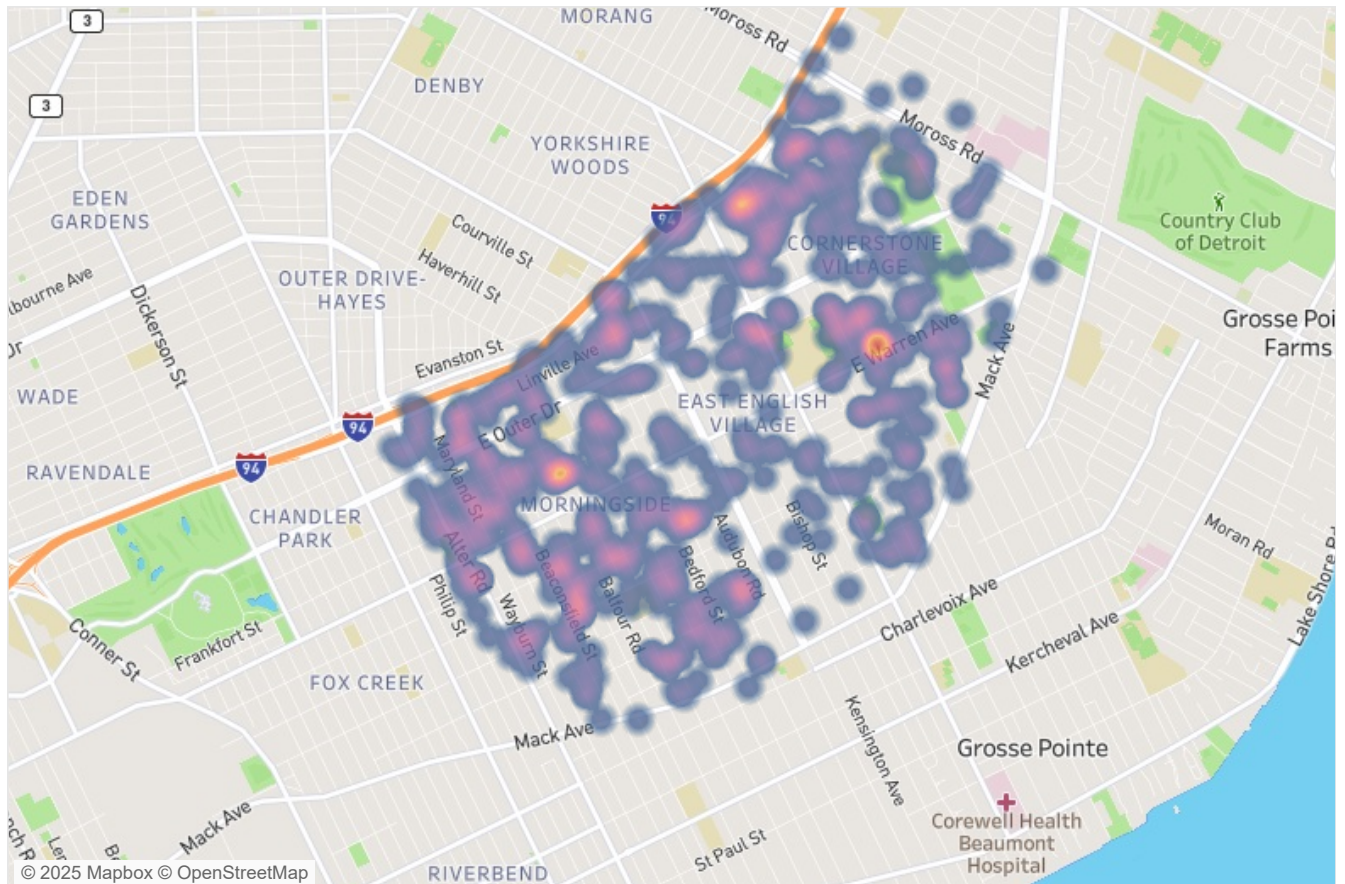 3
MORANG
Moross Rd
DENBY
3
Moross Rd
YORKSHIRE
WOODS
EDEN
GARDENS
94
Country Club
of Detroit
Courville St
CORNERSTONE
VILLAGE
Haverhill St
OUTER DRIVE-
HAYES
Dickerson St
Grosse Poi
Farms
Evanston St
E Warren Ave
Mack Ave
Linville Ave
WADE
EAST ENGLISH
VILLAGE
E Outer Dr
94
94
RAVENDALE
Maryland St
MORNINGSIDE
CHANDLER
PARK
Bishop St
Audubon Rd
Moran Rd
Alter Rd
Beaconsfield St
Bedford St
Philip St
Balfour Rd
Wayburn St
Charlevoix Ave
Lake Shore R
Conner St
Frankfort St
Kercheval Ave
FOX CREEK
Mack Ave
Kensington Ave
Grosse Pointe
Mack Ave
Corewell Health
Beaumont
Hospital
St Paul St
RIVERBEND
© 2025 Mapbox © OpenStreetMap